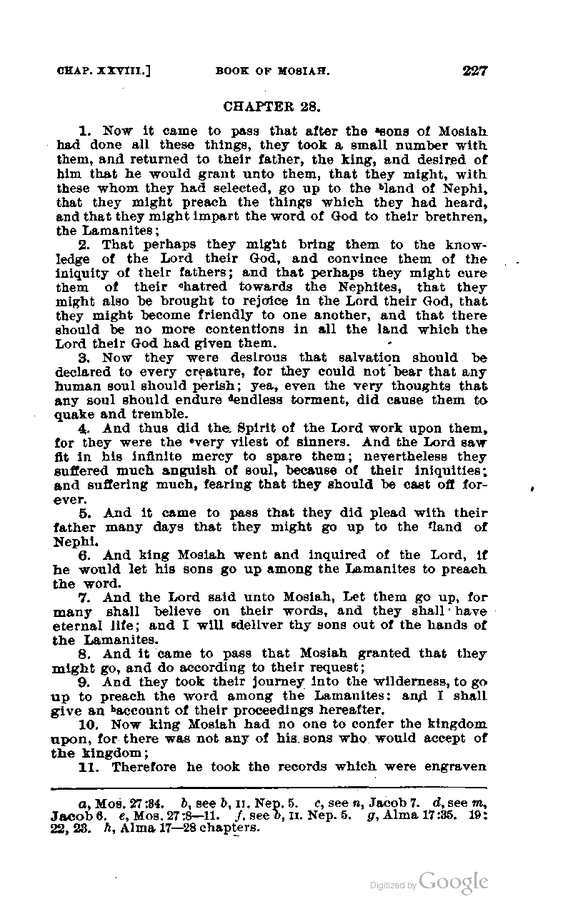 CHAP. XXVIII.] BOOK OF MOSIAH. 227
CHAPTER 28.
1. Now it came to pass that after the ᵃsons of Mosiah
had done all these things, they took a small number with
them, and returned to their father, the king, and desired of
him that he would grant unto them, that they might, with
these whom they had selected, go up to the ᵇland of Nephi,
that they might preach the things which they had heard,
and that they might impart the word of God to their brethren,
the Lamanites;
2. That perhaps they might bring them to the know-
ledge of the Lord their God, and convince them of the
iniquity of their fathers; and that perhaps they might cure
them of their ᶜhatred towards the Nephites, that they
might also be brought to rejoice in the Lord their God, that
they might become friendly to one another, and that there
should be no more contentions in all the land which the
Lord their God had given them.
3. Now they were desirous that salvation should be
declared to every creature, for they could not bear that any
human soul should perish; yea, even the very thoughts that
any soul should endure ᵈendless torment, did cause them to
quake and tremble.
4. And thus did the Spirit of the Lord work upon them,
for they were the ᵉvery vilest of sinners. And the Lord saw
fit in his infinite mercy to spare them; nevertheless they
suffered much anguish of soul, because of their iniquities;
and suffering much, fearing that they should be cast off for-
ever.
5. And it came to pass that they did plead with their
father many days that they might go up to the ᶠland of
Nephi.
6. And king Mosiah went and inquired of the Lord, if
he would let his sons go up among the Lamanites to preach
the word.
7. And the Lord said unto Mosiah, Let them go up, for
many shall believe on their words, and they shall have
eternal life; and I will ᵍdeliver thy sons out of the hands of
the Lamanites.
8. And it came to pass that Mosiah granted that they
might go, and do according to their request;
9. And they took their journey into the wilderness, to go
up to preach the word among the Lamanites: and I shall
give an ʰaccount of their proceedings hereafter.
10. Now king Mosiah had no one to confer the kingdom
upon, for there was not any of his sons who would accept of
the kingdom;
11. Therefore he took the records which were engraven
a, Mos. 27:34. b, see b, II. Nep. 5. c, see n, Jacob 7. d, see m,
Jacob 6. e, Mos. 27:8—11. f, see b, II. Nep. 5. g, Alma 17:35. 19:
22, 23. h, Alma 17—28 chapters.
Digitized by Google